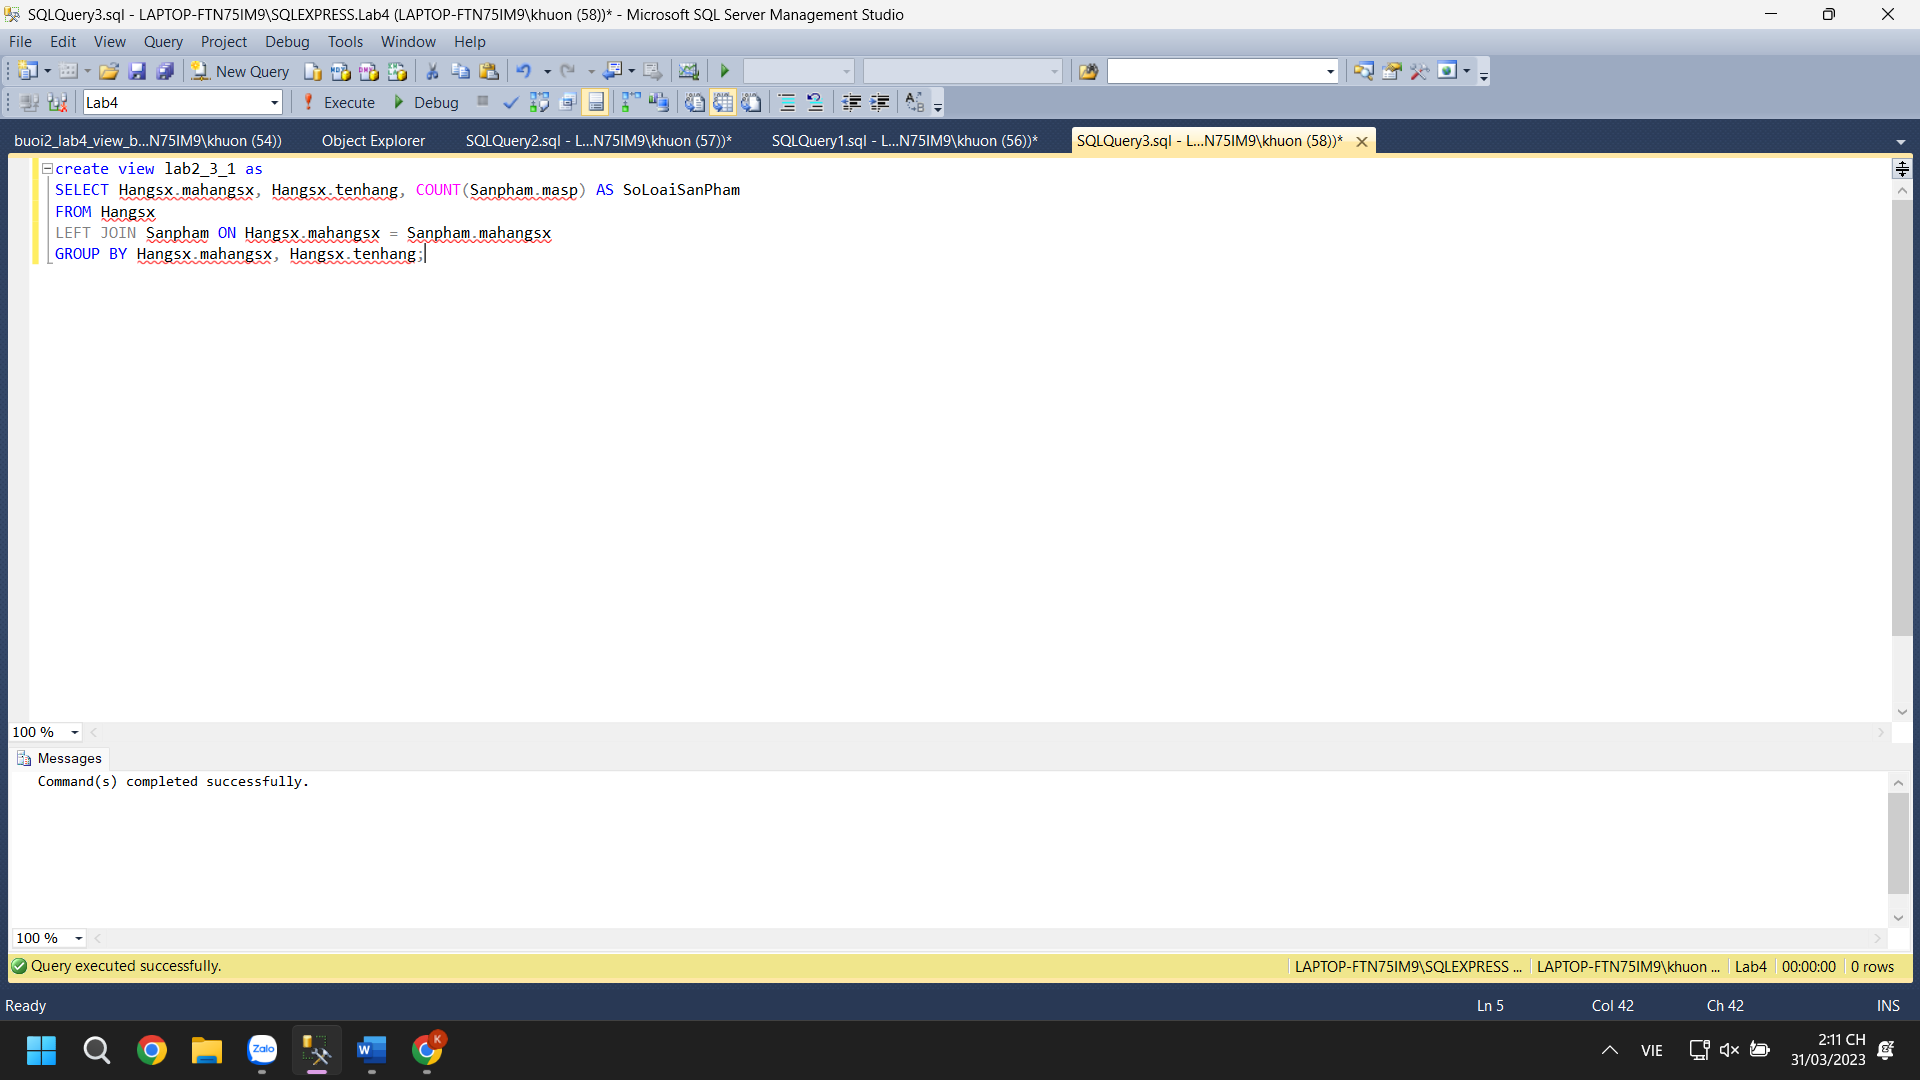 SQLQuery3.sql - LAPTOP-FTN75IM9\SQLEXPRESS.Lab4 (LAPTOP-FTN75IM9\khuon (58))* - Microsoft SQL Server Management Studio
File Edit View Query Project Debug Tools Window Help
New Query
Lab4 Execute Debug
buoi2_lab4_view_b...N75IM9\khuon (54)) Object Explorer SQLQuery2.sql - L...N75IM9\khuon (57))* SQLQuery1.sql - L...N75IM9\khuon (56))* SQLQuery3.sql - L...N75IM9\khuon (58))*
create view lab2_3_1 as
SELECT Hangsx.mahangsx, Hangsx.tenhang, COUNT(Sanpham.masp) AS SoLoaiSanPham
FROM Hangsx
LEFT JOIN Sanpham ON Hangsx.mahangsx = Sanpham.mahangsx
GROUP BY Hangsx.mahangsx, Hangsx.tenhang;
100 %
Messages
Command(s) completed successfully.
100 %
Query executed successfully. LAPTOP-FTN75IM9\SQLEXPRESS ... LAPTOP-FTN75IM9\khuon ... Lab4 00:00:00 0 rows
Ready Ln 5 Col 42 Ch 42 INS
Zalo W K VIE 2:11 CH
31/03/2023